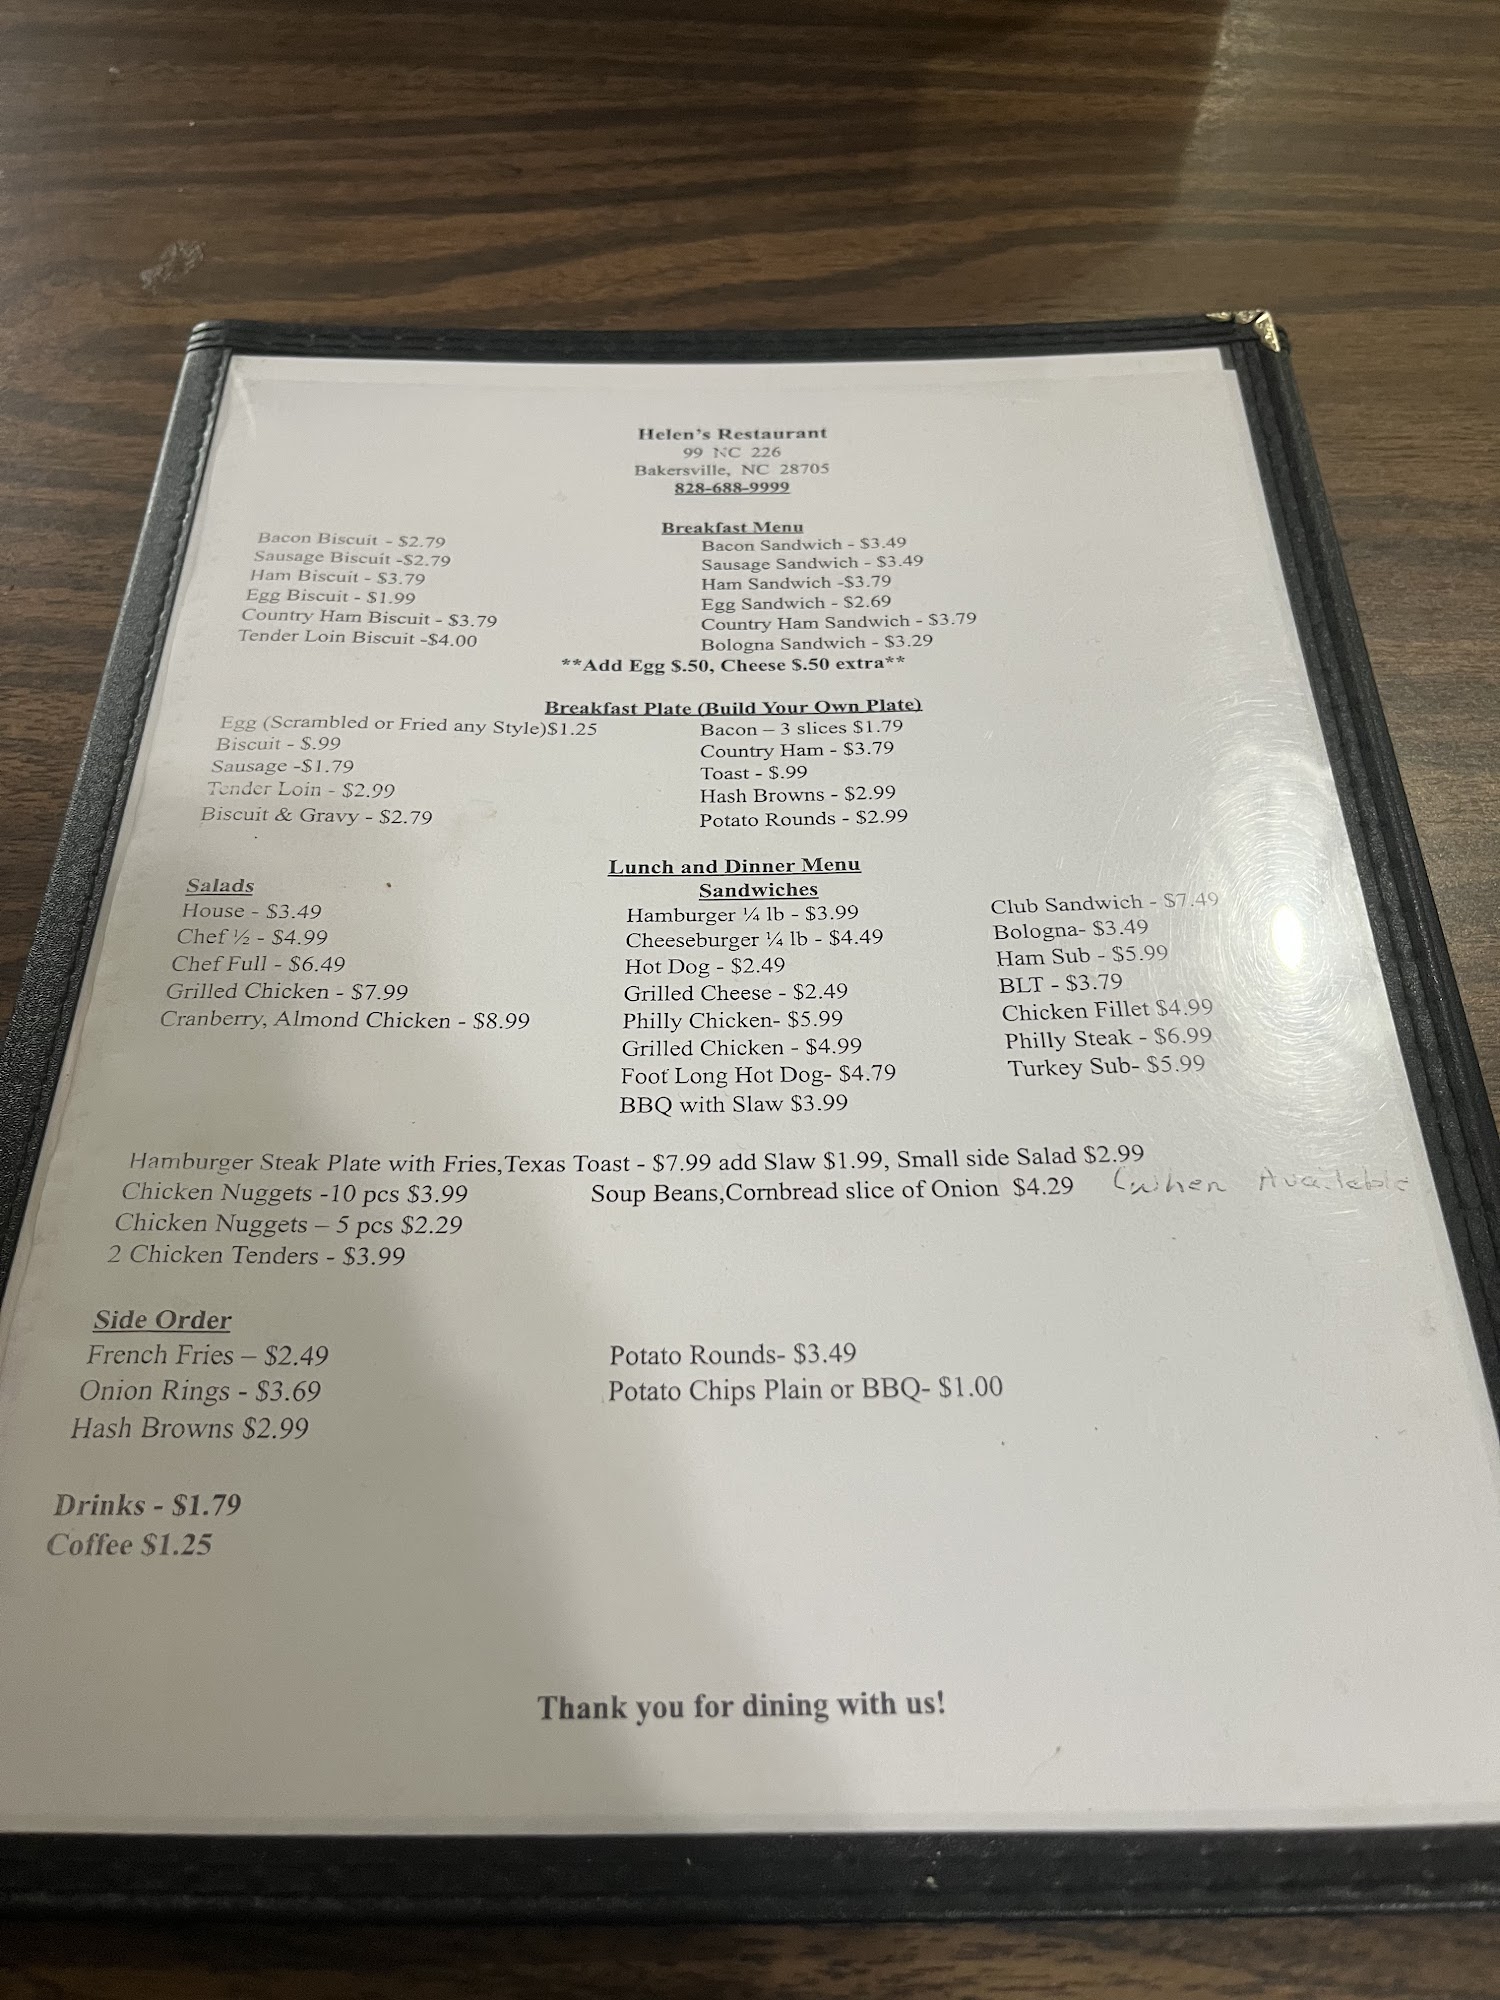 Helen's Restaurant
99 NC 226
Bakersville, NC 28705
828-688-9999
Breakfast Menu
Bacon Biscuit - $2.79
Sausage Biscuit -$2.79
Ham Biscuit - $3.79
Egg Biscuit - $1.99
Country Ham Biscuit - $3.79
Tender Loin Biscuit -$4.00
Bacon Sandwich - $3.49
Sausage Sandwich - $3.49
Ham Sandwich -$3.79
Egg Sandwich - $2.69
Country Ham Sandwich - $3.79
Bologna Sandwich - $3.29
**Add Egg $.50, Cheese $.50 extra**
Breakfast Plate (Build Your Own Plate)
Egg (Scrambled or Fried any Style)$1.25
Biscuit - $.99
Sausage -$1.79
Tender Loin - $2.99
Biscuit & Gravy - $2.79
Bacon – 3 slices $1.79
Country Ham - $3.79
Toast - $.99
Hash Browns - $2.99
Potato Rounds - $2.99
Lunch and Dinner Menu
Salads
House - $3.49
Chef ½ - $4.99
Chef Full - $6.49
Grilled Chicken - $7.99
Cranberry, Almond Chicken - $8.99
Sandwiches
Hamburger ¼ lb - $3.99
Cheeseburger ¼ lb - $4.49
Hot Dog - $2.49
Grilled Cheese - $2.49
Philly Chicken- $5.99
Grilled Chicken - $4.99
Foot Long Hot Dog- $4.79
BBQ with Slaw $3.99
Club Sandwich - $7.49
Bologna- $3.49
Ham Sub - $5.99
BLT - $3.79
Chicken Fillet $4.99
Philly Steak - $6.99
Turkey Sub- $5.99
Hamburger Steak Plate with Fries,Texas Toast - $7.99 add Slaw $1.99, Small side Salad $2.99
Chicken Nuggets -10 pcs $3.99
Soup Beans,Cornbread slice of Onion $4.29 When Available
Chicken Nuggets – 5 pcs $2.29
2 Chicken Tenders - $3.99
Side Order
French Fries – $2.49
Onion Rings - $3.69
Hash Browns $2.99
Potato Rounds- $3.49
Potato Chips Plain or BBQ- $1.00
Drinks - $1.79
Coffee $1.25
Thank you for dining with us!